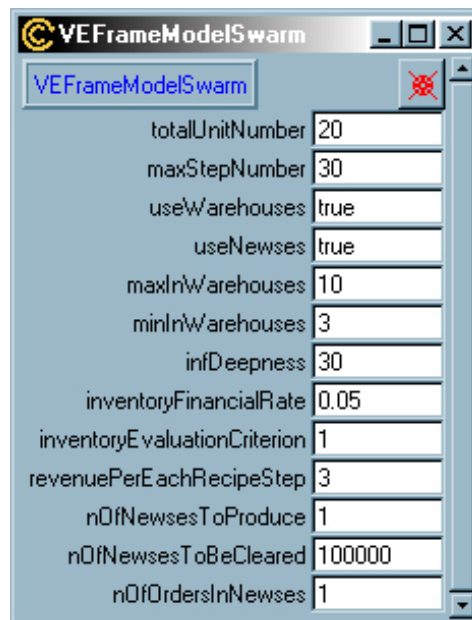 VEFrameModelSwarm
VEFrameModelSwarm
totalUnitNumber 20
maxStepNumber 30
useWarehouses true
useNewses true
maxInWarehouses 10
minInWarehouses 3
infDeepness 30
inventoryFinancialRate 0.05
inventoryEvaluationCriterion 1
revenuePerEachRecipeStep 3
nOfNewsesToProduce 1
nOfNewsesToBeCleared 100000
nOfOrdersInNewses 1